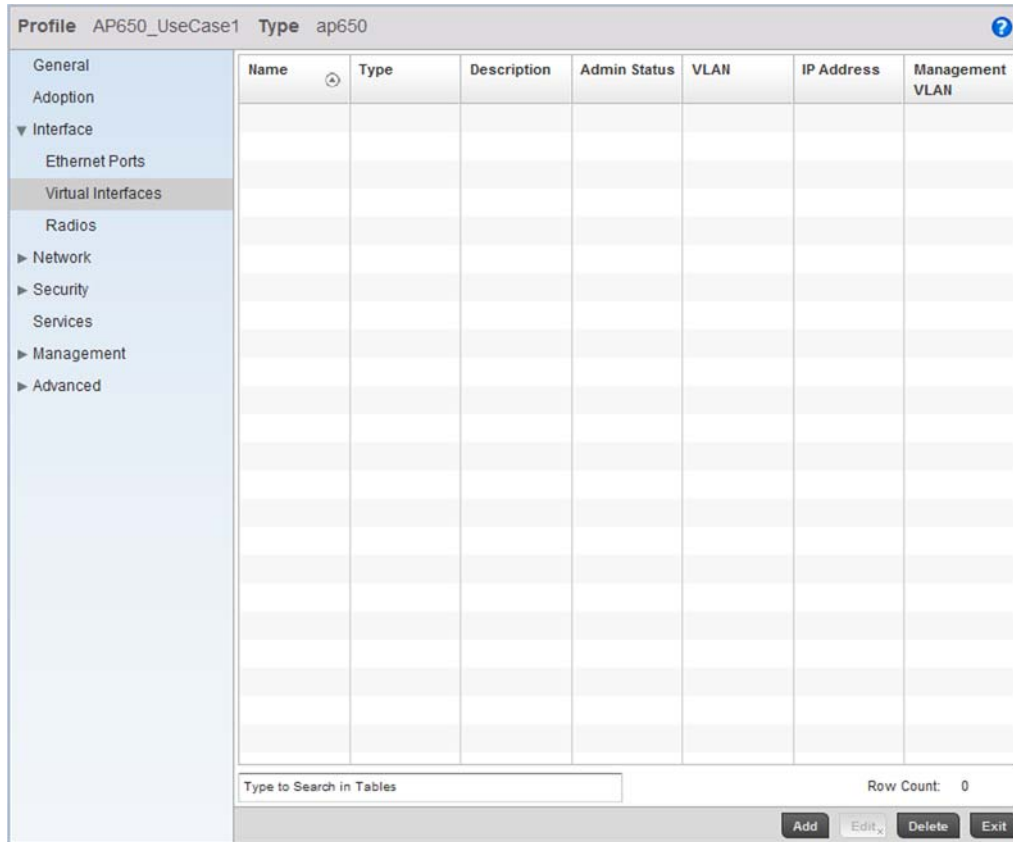 Profile AP650_UseCase1 Type ap650
General
Adoption
Interface
Ethernet Ports
Virtual Interfaces
Radios
Network
Security
Services
Management
Advanced
Name Type Description Admin Status VLAN IP Address Management VLAN
Type to Search in Tables
Row Count: 0
Add Edit Delete Exit